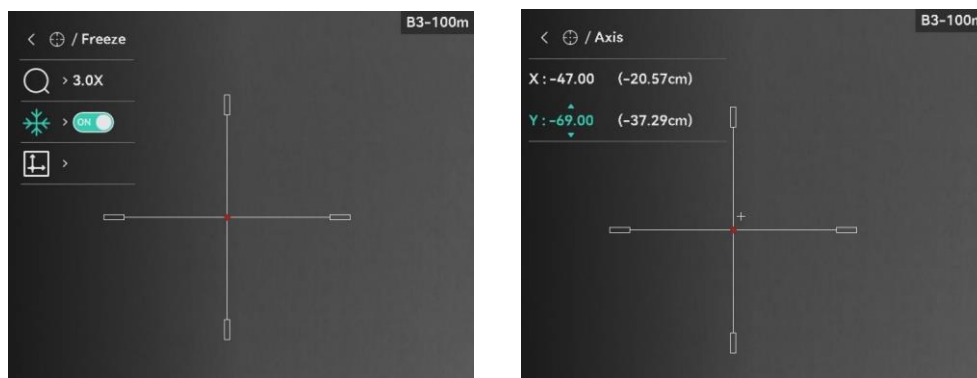 B3-100m
< / Freeze
> 3.0X
> ON
>
B3-100m
< / Axis
X : -47.00 (-20.57cm)
Y : -69.00 (-37.29cm)